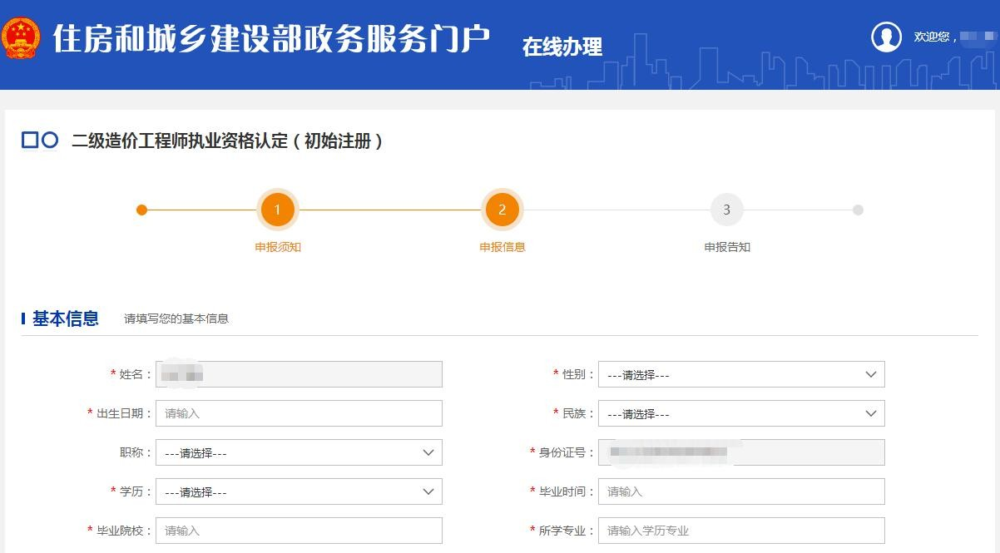 住房和城乡建设部政务服务门户 在线办理 欢迎您，
二级造价工程师执业资格认定（初始注册）
1 2 3
申报须知 申报信息 申报告知
基本信息 请填写您的基本信息
* 姓名： * 性别： ---请选择---
* 出生日期： 请输入 * 民族： ---请选择---
职称： ---请选择--- * 身份证号：
* 学历： ---请选择--- * 毕业时间： 请输入
* 毕业院校： 请输入 * 所学专业： 请输入学历专业